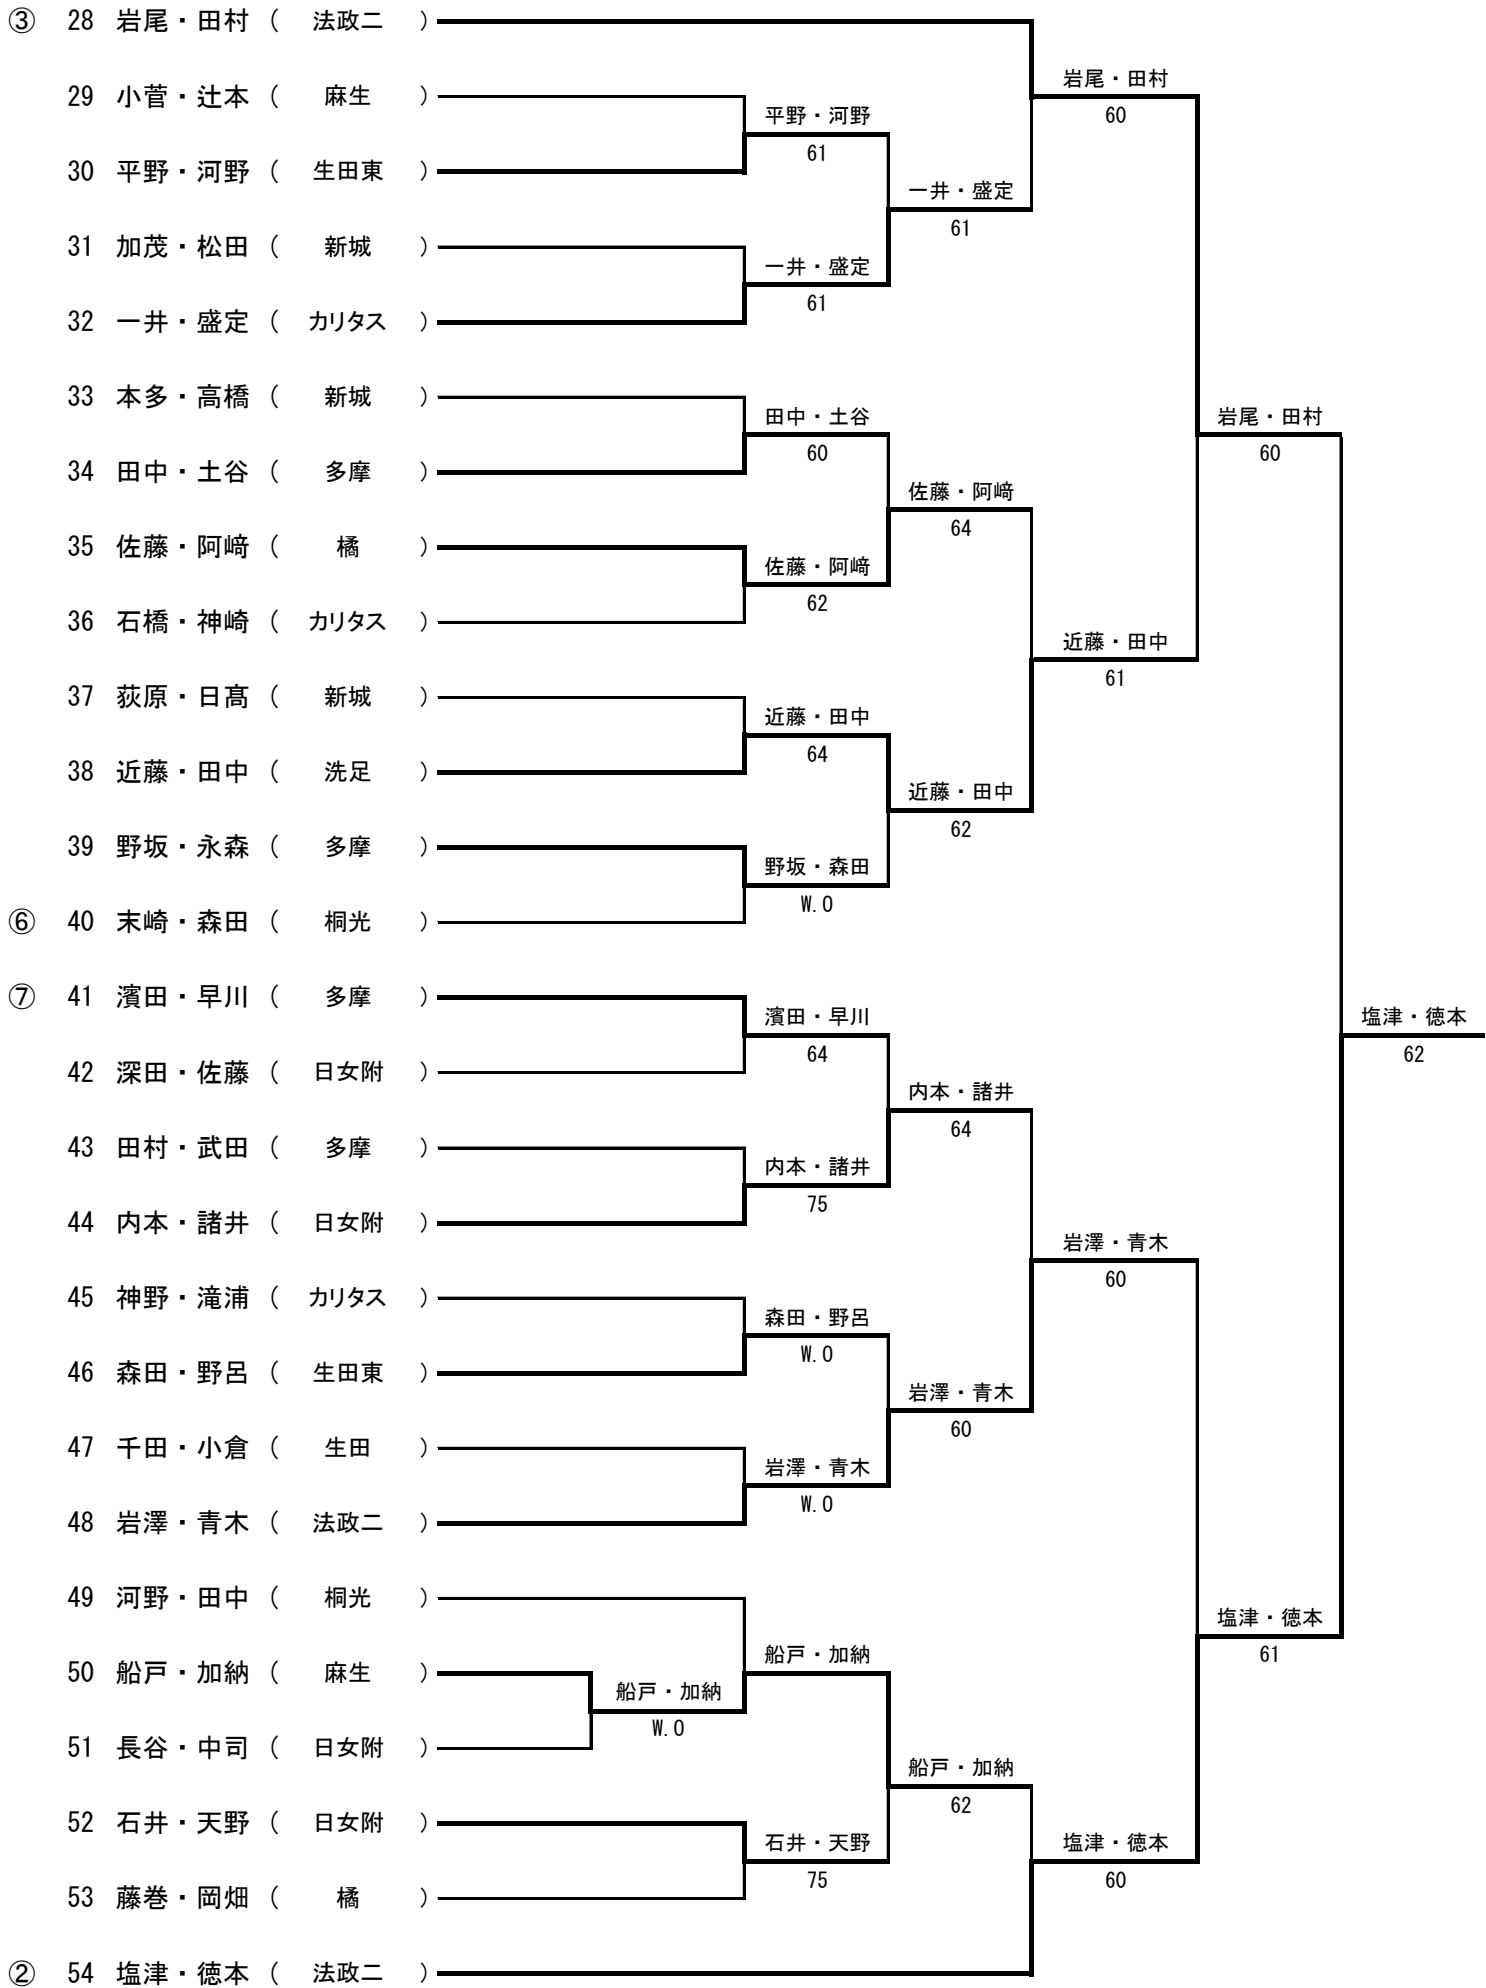 ③ 28 岩尾・田村 ( 法政二 )
岩尾・田村
29 小菅・辻本 ( 麻生 )
平野・河野
60
61
30 平野・河野 ( 生田東 )
一井・盛定
61
31 加茂・松田 ( 新城 )
一井・盛定
61
32 一井・盛定 ( カリタス )
33 本多・高橋 ( 新城 )
田中・土谷
岩尾・田村
60
60
34 田中・土谷 ( 多摩 )
佐藤・阿﨑
64
35 佐藤・阿﨑 ( 橘 )
佐藤・阿﨑
62
36 石橋・神崎 ( カリタス )
近藤・田中
61
37 荻原・日髙 ( 新城 )
近藤・田中
64
38 近藤・田中 ( 洗足 )
近藤・田中
62
39 野坂・永森 ( 多摩 )
野坂・森田
W.O
⑥ 40 末崎・森田 ( 桐光 )
⑦ 41 濱田・早川 ( 多摩 )
濱田・早川
塩津・徳本
64
62
42 深田・佐藤 ( 日女附 )
内本・諸井
64
43 田村・武田 ( 多摩 )
内本・諸井
75
44 内本・諸井 ( 日女附 )
岩澤・青木
60
45 神野・滝浦 ( カリタス )
森田・野呂
W.O
46 森田・野呂 ( 生田東 )
岩澤・青木
60
47 千田・小倉 ( 生田 )
岩澤・青木
W.O
48 岩澤・青木 ( 法政二 )
49 河野・田中 ( 桐光 )
塩津・徳本
船戸・加納
61
50 船戸・加納 ( 麻生 )
船戸・加納
W.O
51 長谷・中司 ( 日女附 )
船戸・加納
62
52 石井・天野 ( 日女附 )
石井・天野
塩津・徳本
75
60
53 藤巻・岡畑 ( 橘 )
② 54 塩津・徳本 ( 法政二 )